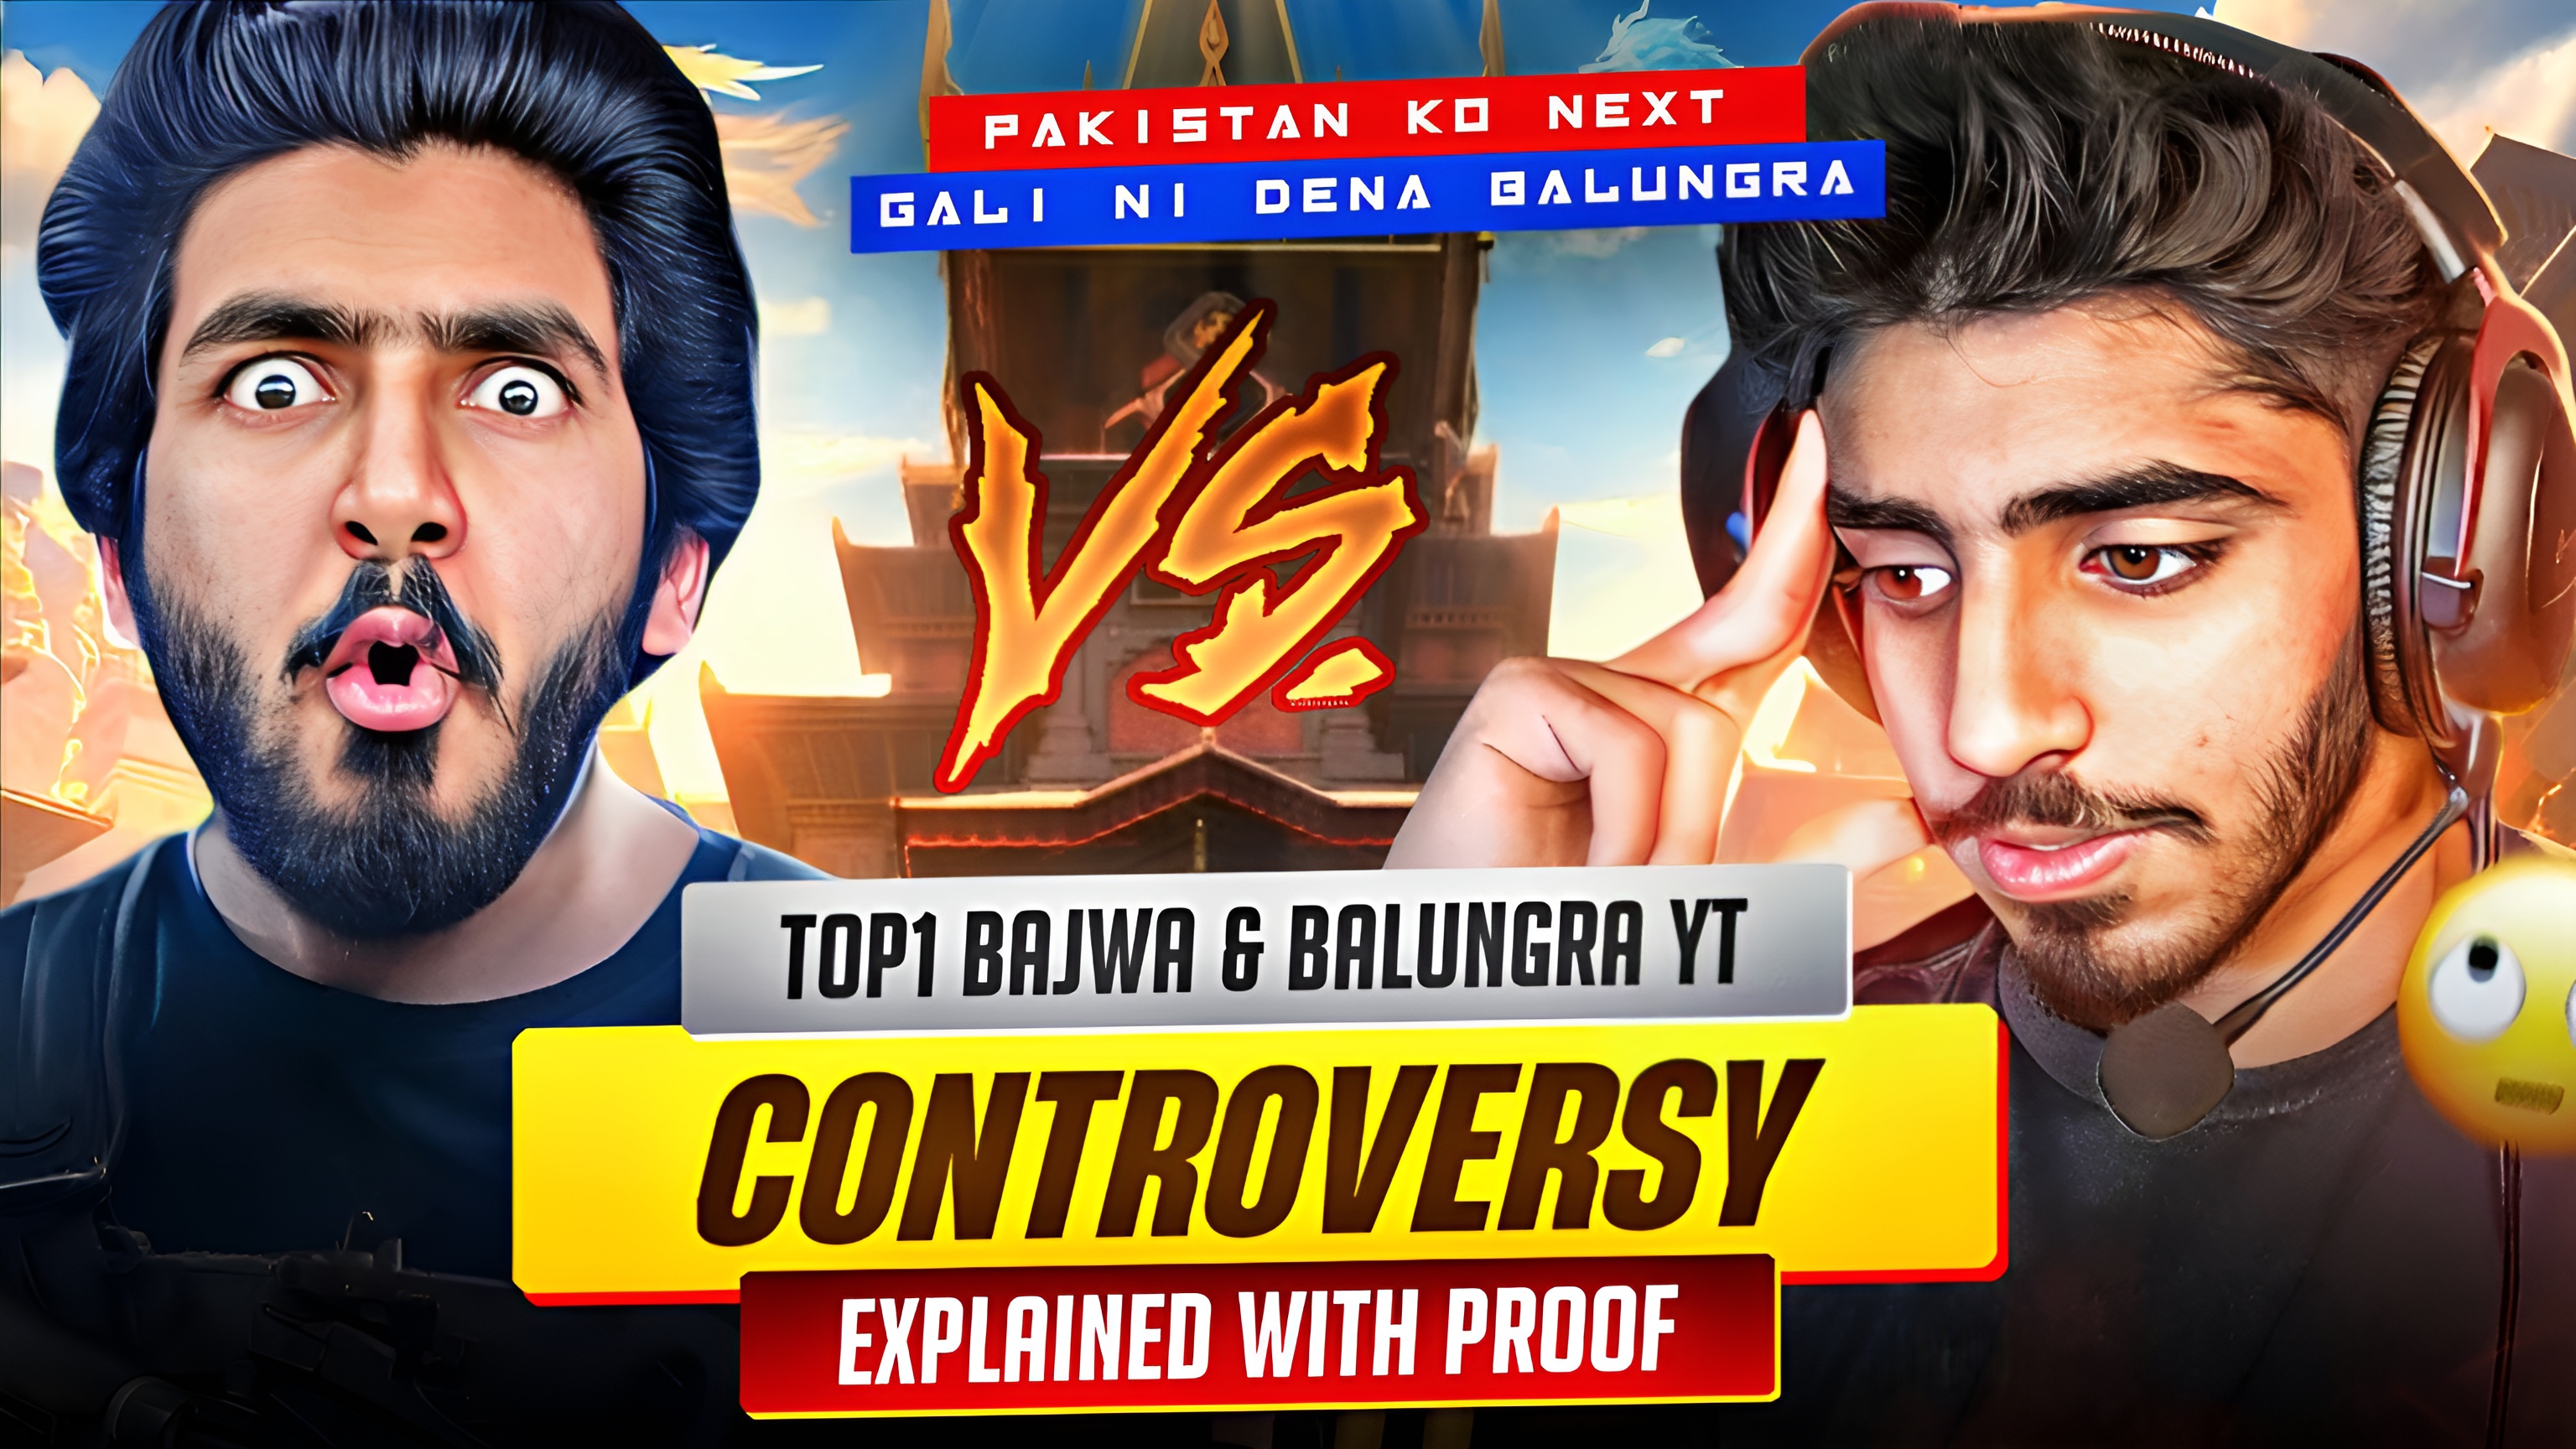 PAKISTAN KO NEXT
GALI NI DENA BALUNGRA
VS.
TOP1 BAJWA & BALUNGRA YT
CONTROVERSY
EXPLAINED WITH PROOF